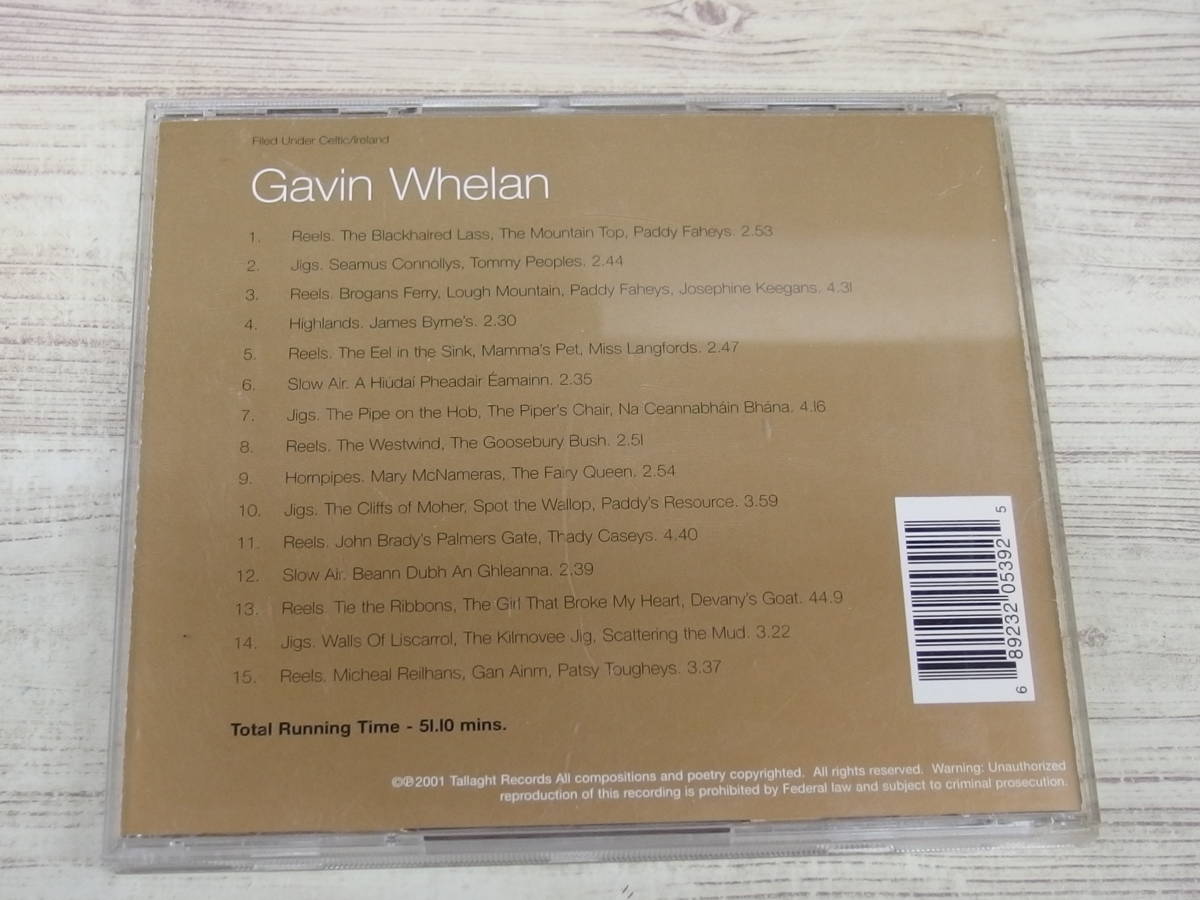 Filed Under Celtic/Ireland
Gavin Whelan
1. Reels. The Blackhaired Lass, The Mountain Top, Paddy Faheys. 2.53
2. Jigs. Seamus Connollys, Tommy Peoples. 2.44
3. Reels. Brogans Ferry, Lough Mountain, Paddy Faheys, Josephine Keegans. 4.31
4. Highlands. James Byrne's. 2.30
5. Reels. The Eel in the Sink, Mamma's Pet, Miss Langfords. 2.47
6. Slow Air. A Hiúdaí Pheadair Éamainn. 2.35
7. Jigs. The Pipe on the Hob, The Piper's Chair, Na Ceannabháin Bhána. 4.16
8. Reels. The Westwind, The Goosebury Bush. 2.51
9. Hornpipes. Mary McNameras, The Fairy Queen. 2.54
10. Jigs. The Cliffs of Moher, Spot the Wallop, Paddy's Resource. 3.59
11. Reels. John Brady's Palmers Gate, Thady Caseys. 4.40
12. Slow Air. Beann Dubh An Ghleanna. 2.39
13. Reels. Tie the Ribbons, The Girl That Broke My Heart, Devany's Goat. 44.9
14. Jigs. Walls Of Liscarrol, The Kilmovee Jig, Scattering the Mud. 3.22
15. Reels. Micheal Reilhans, Gan Ainm, Patsy Tougheys. 3.37
Total Running Time - 51.10 mins.
6 89232 05392 5
©℗2001 Tallaght Records All compositions and poetry copyrighted. All rights reserved. Warning: Unauthorized
reproduction of this recording is prohibited by Federal law and subject to criminal prosecution.